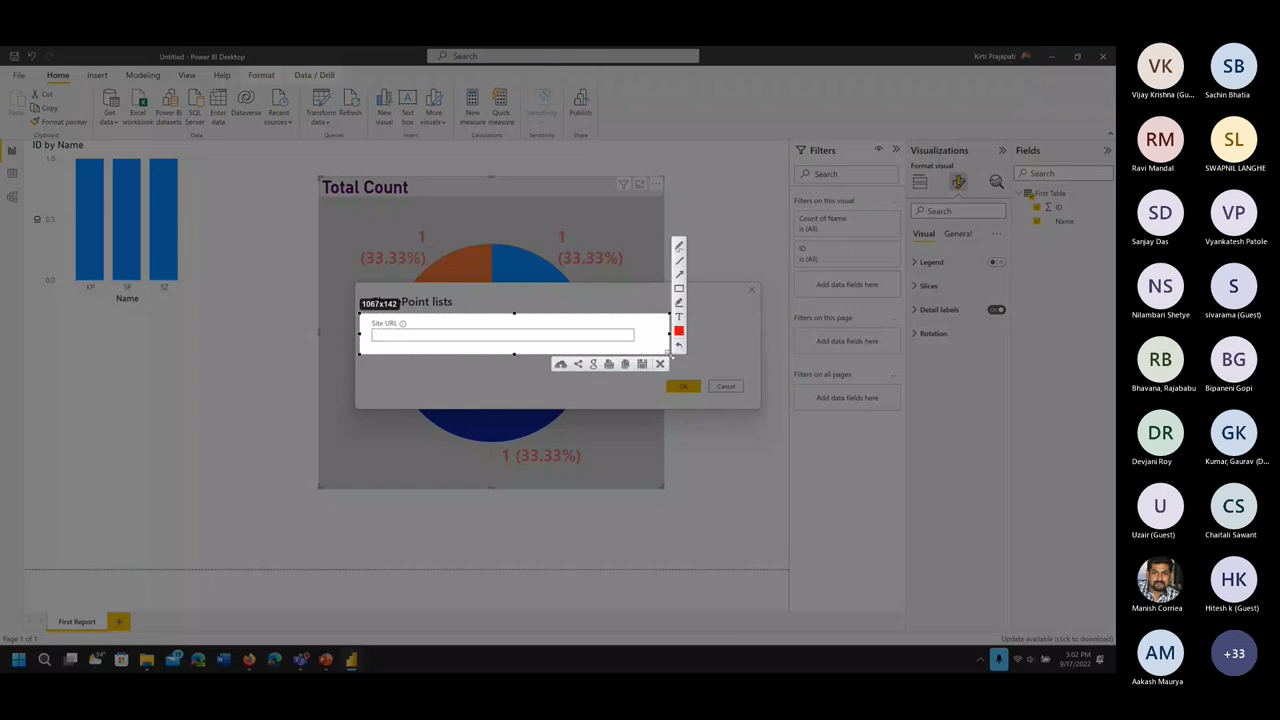 Untitled - Power BI Desktop
Search
Kirti Prajapati
File
Home
Insert
Modeling
View
Help
Format
Data / Drill
Paste
Cut
Copy
Format painter
Clipboard
Get data
Excel workbook
Power BI datasets
SQL Server
Enter data
Dataverse
Recent sources
Data
Transform data
Refresh
Queries
New visual
Text box
More visuals
Insert
New measure
Quick measure
Calculations
Sensitivity
Sensitivity
Publish
Share
ID by Name
1.0
0.5
0.0
ID
KP
SP
SZ
Name
Total Count
1
(33.33%)
1
(33.33%)
1 (33.33%)
1067x142
Point lists
Site URL
OK
Cancel
Filters
Search
Filters on this visual
Count of Name
is (All)
ID
is (All)
Add data fields here
Filters on this page
Add data fields here
Filters on all pages
Add data fields here
Visualizations
Format visual
Search
Visual
General
Legend
Off
Slices
Detail labels
On
Rotation
Fields
Search
First Table
ID
Name
First Report
Page 1 of 1
Update available (click to download)
34°
3:02 PM
9/17/2022
VK
Vijay Krishna (Gu...
SB
Sachin Bhatia
RM
Ravi Mandal
SL
SWAPNIL LANGHE
SD
Sanjay Das
VP
Vyankatesh Patole
NS
Nilambari Shetye
S
sivarama (Guest)
RB
Bhavana, Rajababu
BG
Bipaneni Gopi
DR
Devjani Roy
GK
Kumar, Gaurav (D...
U
Uzair (Guest)
CS
Chaitali Sawant
Manish Corriea
HK
Hitesh k (Guest)
AM
Aakash Maurya
+33